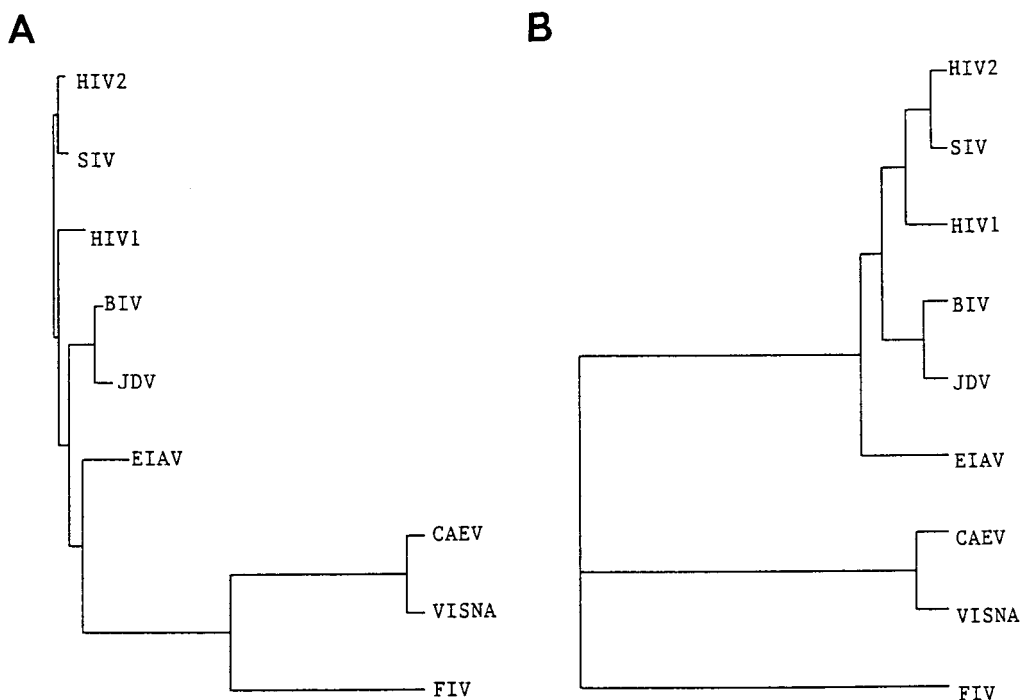 A
HIV2
SIV
HIV1
BIV
JDV
EIAV
CAEV
VISNA
FIV
B
HIV2
SIV
HIV1
BIV
JDV
EIAV
CAEV
VISNA
FIV